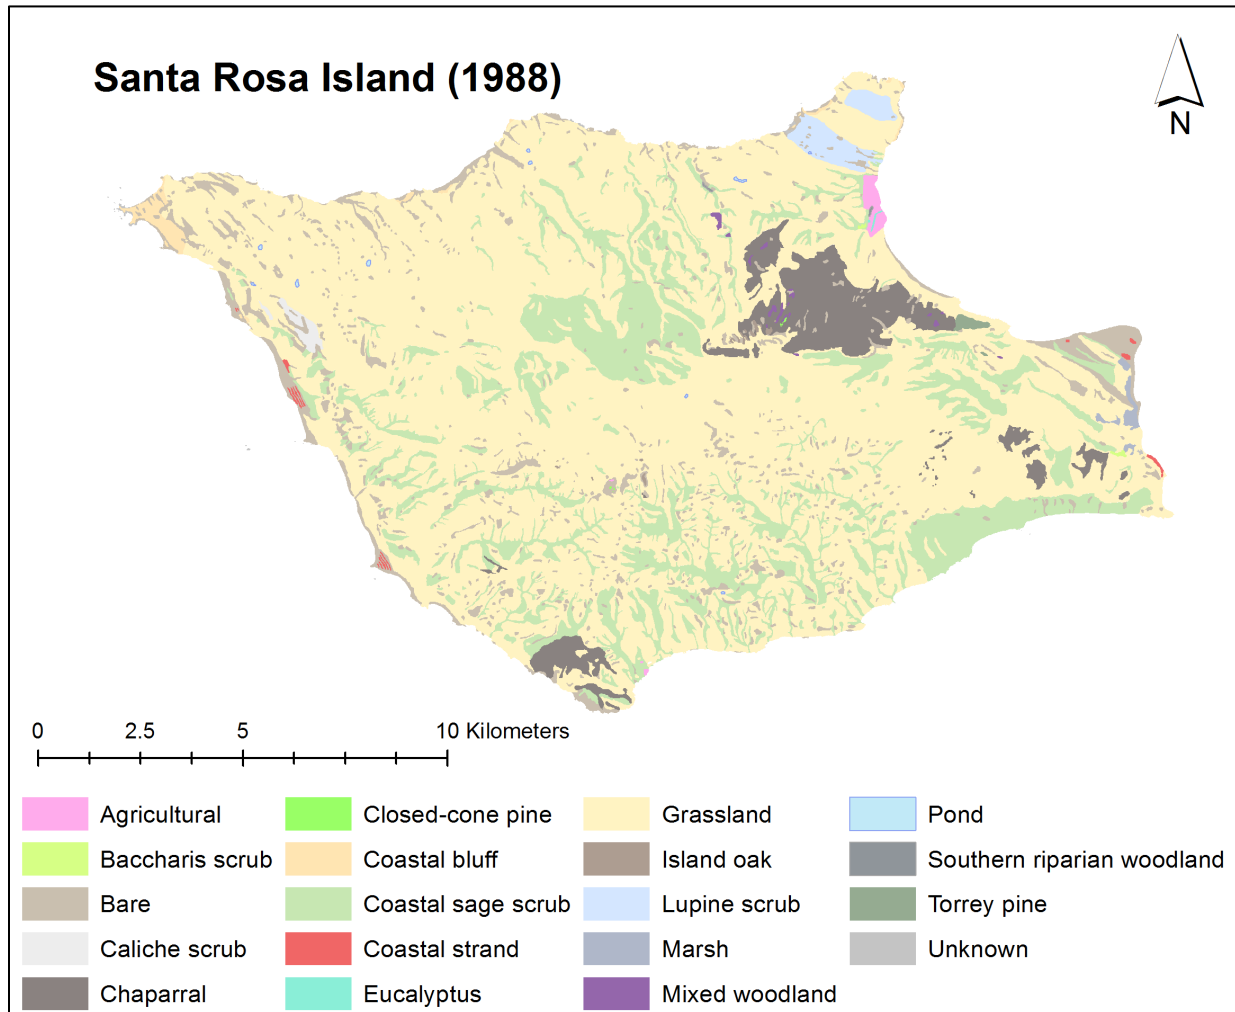 Santa Rosa Island (1988)
N
0 2.5 5 10 Kilometers
Agricultural
Baccharis scrub
Bare
Caliche scrub
Chaparral
Closed-cone pine
Coastal bluff
Coastal sage scrub
Coastal strand
Eucalyptus
Grassland
Island oak
Lupine scrub
Marsh
Mixed woodland
Pond
Southern riparian woodland
Torrey pine
Unknown